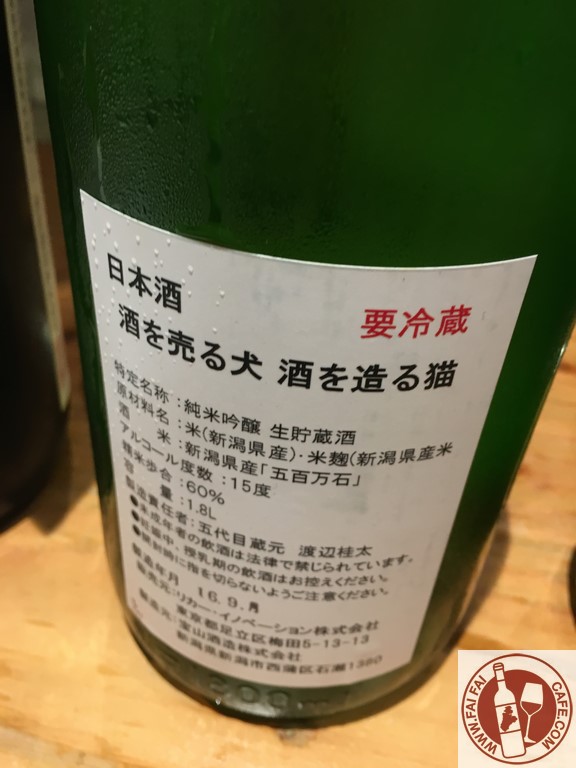 日本酒
要冷蔵
酒を売る犬 酒を造る猫
特定名称:純米吟醸 生貯蔵酒
原材料名:米(新潟県産)・米麹(新潟県産米
酒 米:新潟県産「五百万石」
アルコール度数:15度
精米歩合:60%
容 量:1.8L
製造責任者:五代目蔵元 渡辺桂太
●未成年者の飲酒は法律で禁じられています。
●妊娠中、授乳期の飲酒はお控えください。
●開封時に指を切らないようご注意ください。
製造年月 16.9.月
販売元:リカー・イノベーション株式会社
東京都足立区梅田5-13-13
製造元:宝山酒造株式会社
新潟県新潟市西蒲区石瀬1380
WWW.FAI FAI CAFE.COM